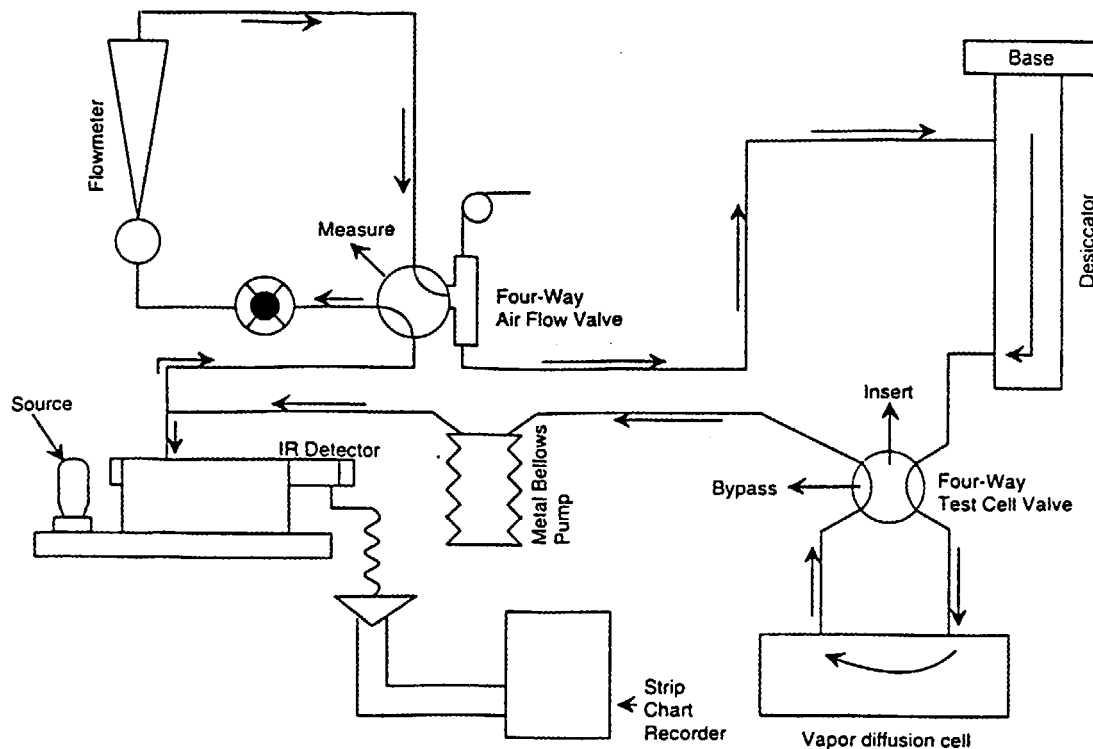 Base
Flowmeter
Desiccator
Measure
Four-Way
Air Flow Valve
Insert
Source
IR Detector
Metal Bellows
Pump
Bypass
Four-Way
Test Cell Valve
Strip
Chart
Recorder
Vapor diffusion cell